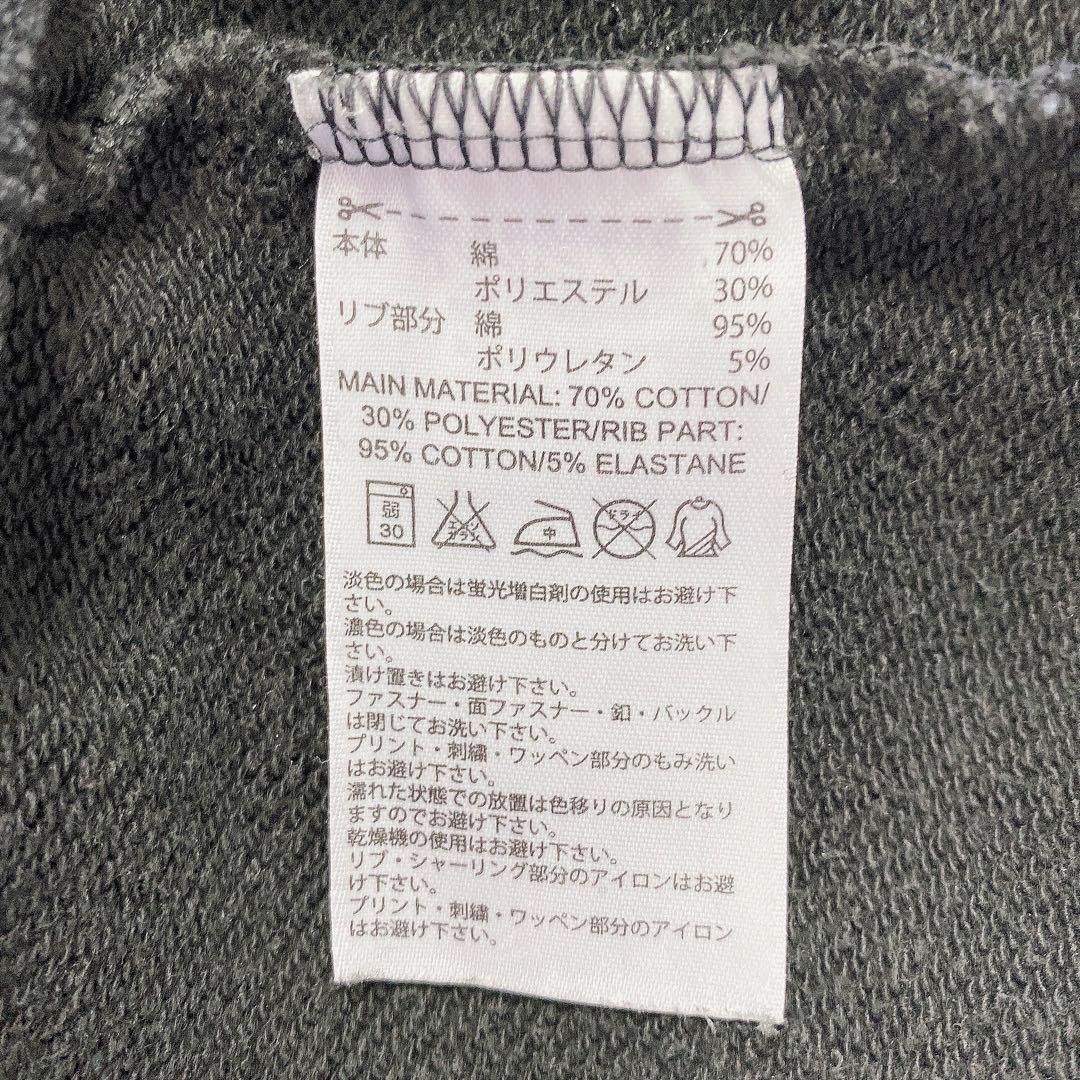 本体 綿 70%
ポリエステル 30%
リブ部分 綿 95%
ポリウレタン 5%
MAIN MATERIAL: 70% COTTON/
30% POLYESTER/RIB PART:
95% COTTON/5% ELASTANE
弱 30 エンソ サラシ 中 ドライ
淡色の場合は蛍光増白剤の使用はお避け下
さい。
濃色の場合は淡色のものと分けてお洗い下
さい。
漬け置きはお避け下さい。
ファスナー・面ファスナー・釦・バックル
は閉じてお洗い下さい。
プリント・刺繍・ワッペン部分のもみ洗い
はお避け下さい。
濡れた状態での放置は色移りの原因となり
ますのでお避け下さい。
乾燥機の使用はお避け下さい。
リブ・シャーリング部分のアイロンはお避
け下さい。
プリント・刺繍・ワッペン部分のアイロン
はお避け下さい。